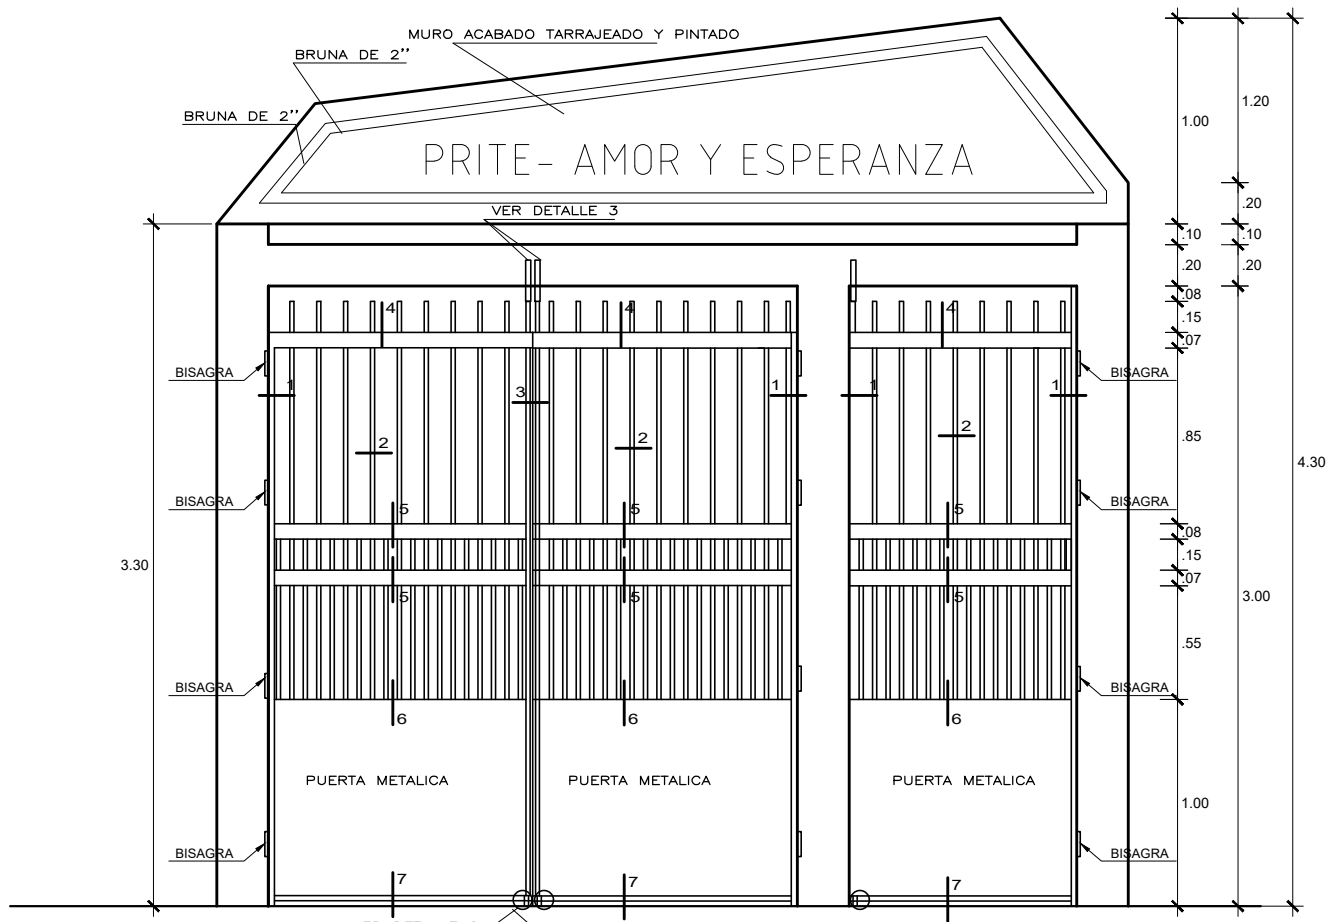 MURO ACABADO TARRAJEADO Y PINTADO
BRUNA DE 2''
BRUNA DE 2''
PRITE- AMOR Y ESPERANZA
VER DETALLE 3
1.00
1.20
.20
.10
.10
.20
.20
.08
.15
.07
.85
4.30
.08
.15
.07
3.00
.55
1.00
3.30
4
4
4
BISAGRA
BISAGRA
1
3
1
1
1
2
2
2
BISAGRA
BISAGRA
5
5
5
5
5
5
BISAGRA
BISAGRA
6
6
6
PUERTA METALICA
PUERTA METALICA
PUERTA METALICA
BISAGRA
BISAGRA
7
7
7